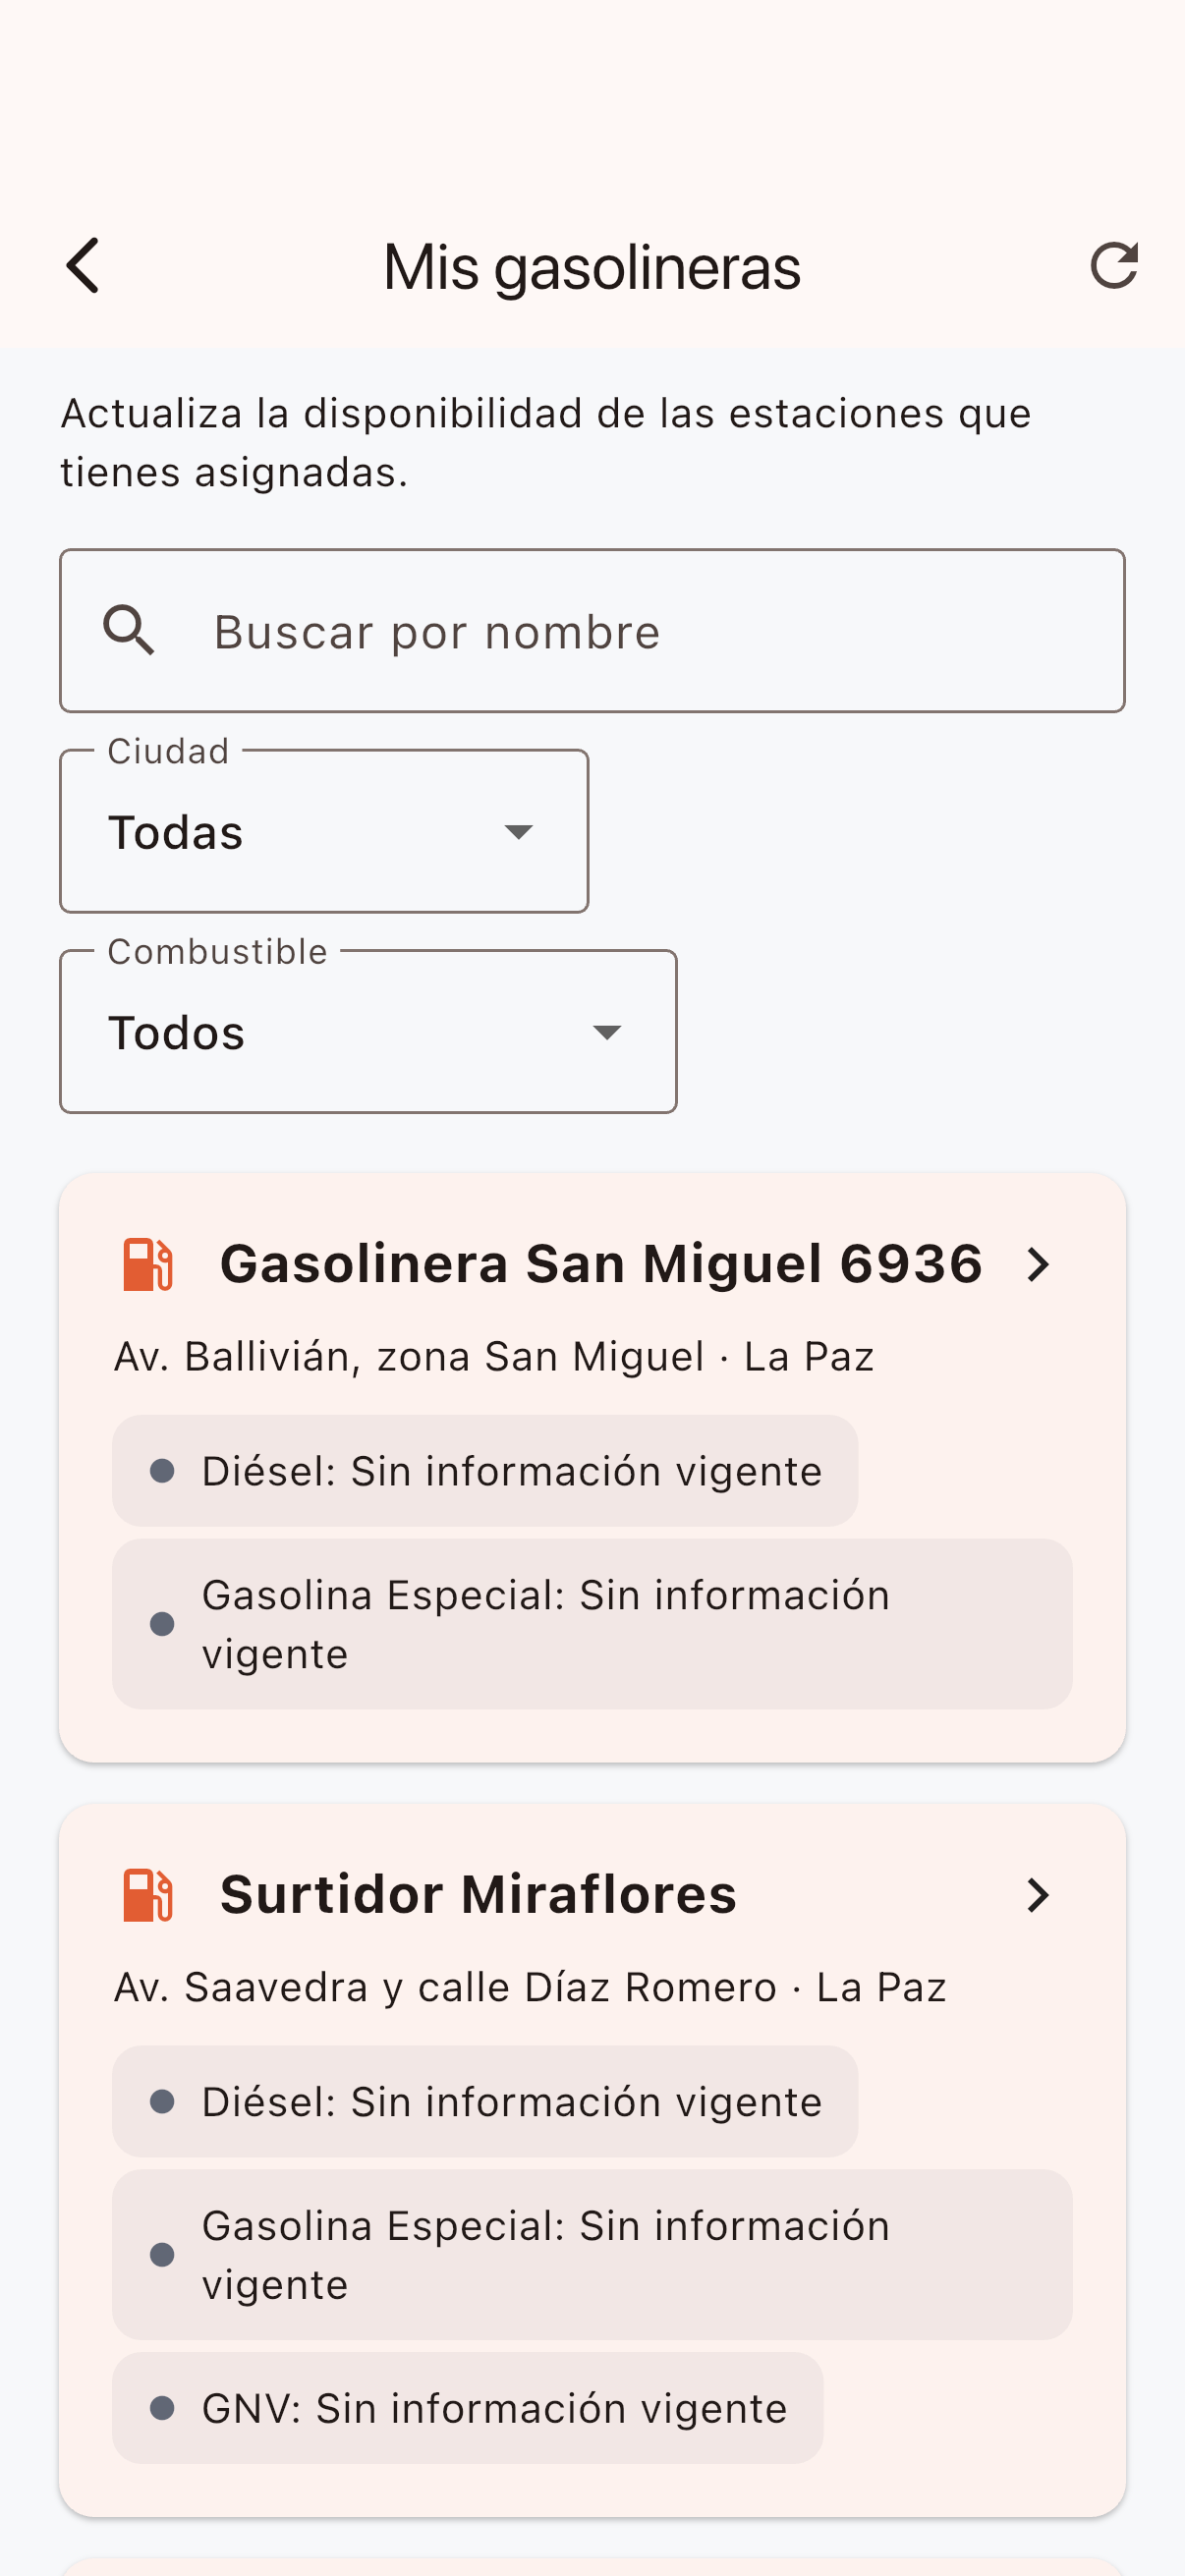 Mis gasolineras
Actualiza la disponibilidad de las estaciones que
tienes asignadas.
Buscar por nombre
Ciudad
Todas
Combustible
Todos
Gasolinera San Miguel 6936
Av. Ballivián, zona San Miguel · La Paz
Diésel: Sin información vigente
Gasolina Especial: Sin información
vigente
Surtidor Miraflores
Av. Saavedra y calle Díaz Romero · La Paz
Diésel: Sin información vigente
Gasolina Especial: Sin información
vigente
GNV: Sin información vigente